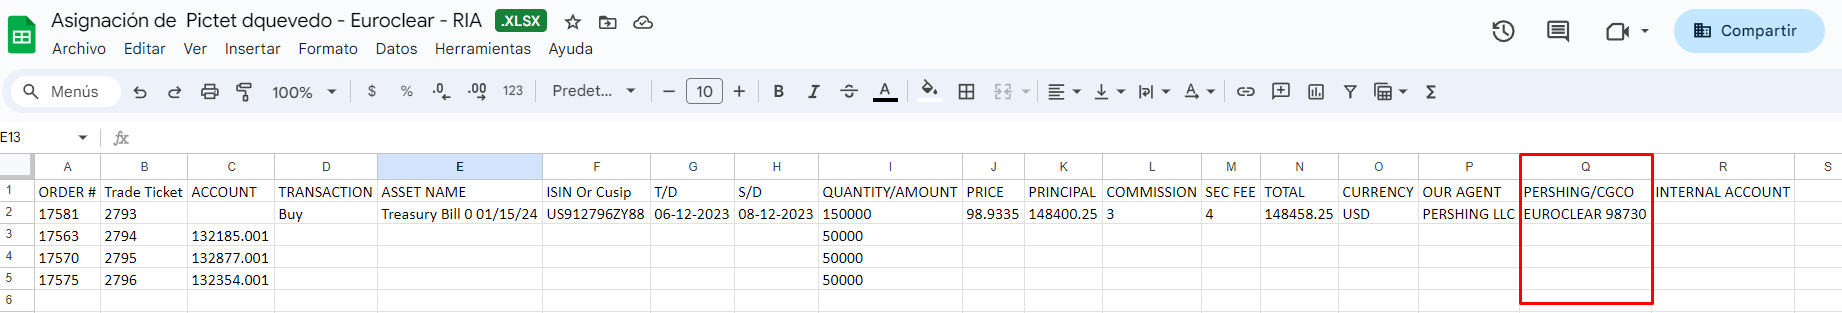 Asignación de  Pictet dquevedo - Euroclear - RIA .XLSX
Archivo Editar Ver Insertar Formato Datos Herramientas Ayuda
Compartir
Menús 100% $ % .0 .00 123 Predet... − 10 + B I S A Σ
E13 fx
A B C D E F G H I J K L M N O P Q R S
1 ORDER # Trade Ticket ACCOUNT TRANSACTION ASSET NAME ISIN Or Cusip T/D S/D QUANTITY/AMOUNT PRICE PRINCIPAL COMMISSION SEC FEE TOTAL CURRENCY OUR AGENT PERSHING/CGCO INTERNAL ACCOUNT
2 17581 2793 Buy Treasury Bill 0 01/15/24 US912796ZY88 06-12-2023 08-12-2023 150000 98.9335 148400.25 3 4 148458.25 USD PERSHING LLC EUROCLEAR 98730
3 17563 2794 132185.001 50000
4 17570 2795 132877.001 50000
5 17575 2796 132354.001 50000
6